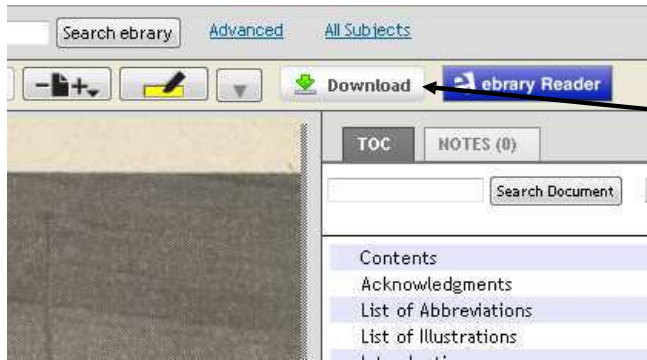 Search ebrary Advanced All Subjects
Download ebrary Reader
TOC NOTES (0)
Search Document
Contents
Acknowledgments
List of Abbreviations
List of Illustrations